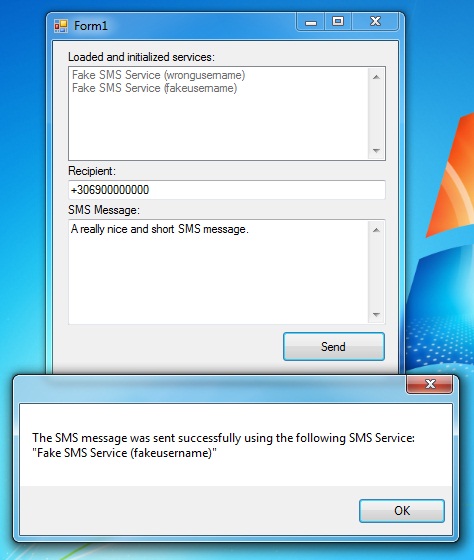 Form1
Loaded and initialized services:
Fake SMS Service (wrongusername)
Fake SMS Service (fakeusername)
Recipient:
+306900000000
SMS Message:
A really nice and short SMS message.
Send
The SMS message was sent successfully using the following SMS Service:
"Fake SMS Service (fakeusername)"
OK